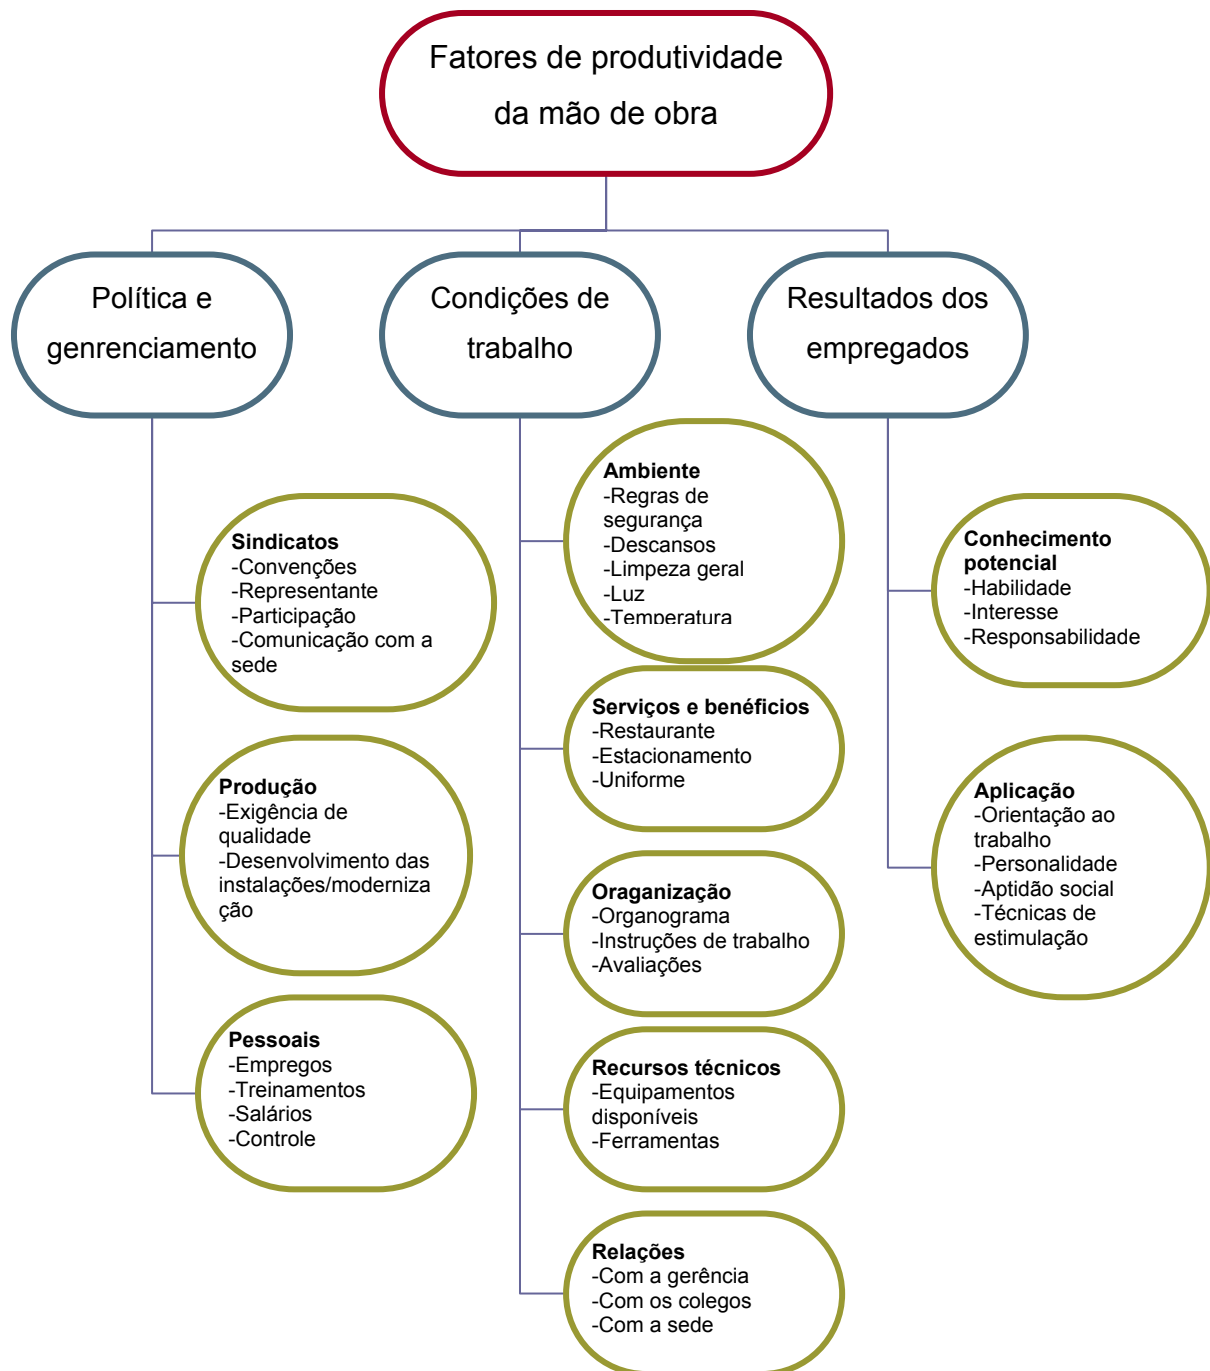 Fatores de produtividade
da mão de obra
Política e
genrenciamento
Condições de
trabalho
Resultados dos
empregados
Sindicatos
-Convenções
-Representante
-Participação
-Comunicação com a
sede
Produção
-Exigência de
qualidade
-Desenvolvimento das
instalações/moderniza
ção
Pessoais
-Empregos
-Treinamentos
-Salários
-Controle
Ambiente
-Regras de
segurança
-Descansos
-Limpeza geral
-Luz
-Temperatura
Serviços e benéficios
-Restaurante
-Estacionamento
-Uniforme
Oraganização
-Organograma
-Instruções de trabalho
-Avaliações
Recursos técnicos
-Equipamentos
disponíveis
-Ferramentas
Relações
-Com a gerência
-Com os colegos
-Com a sede
Conhecimento
potencial
-Habilidade
-Interesse
-Responsabilidade
Aplicação
-Orientação ao
trabalho
-Personalidade
-Aptidão social
-Técnicas de
estimulação